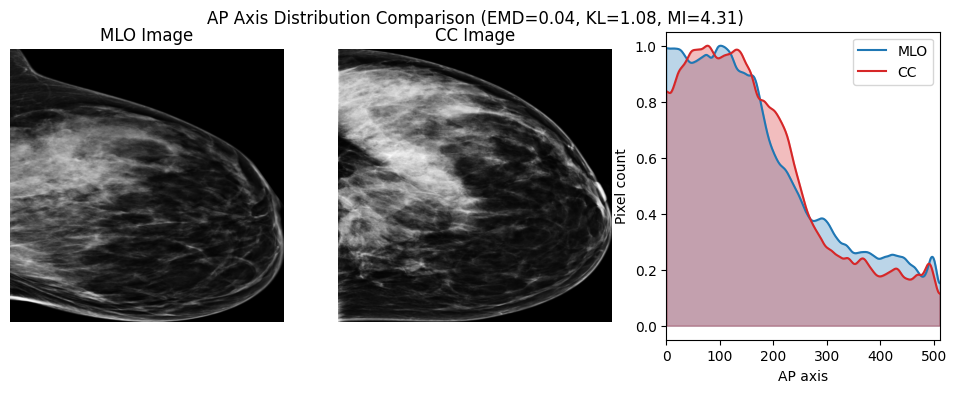 AP Axis Distribution Comparison (EMD=0.04, KL=1.08, MI=4.31)
MLO Image
CC Image
MLO
CC
Pixel count
1.0
0.8
0.6
0.4
0.2
0.0
0 100 200 300 400 500
AP axis